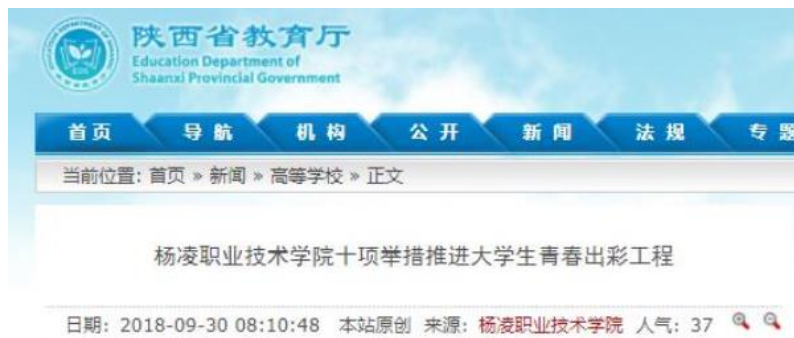 陕西省教育厅
Education Department of
Shaanxi Provincial Government
首页 导航 机构 公开 新闻 法规 专题
当前位置: 首页 » 新闻 » 高等学校 » 正文
杨凌职业技术学院十项举措推进大学生青春出彩工程
日期: 2018-09-30 08:10:48 本站原创 来源: 杨凌职业技术学院 人气: 37